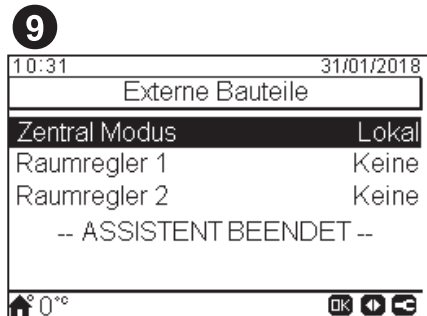 9
10:31 31/01/2018
Externe Bauteile
Zentral Modus Lokal
Raumregler 1 Keine
Raumregler 2 Keine
-- ASSISTENT BEENDET --
0°C OK